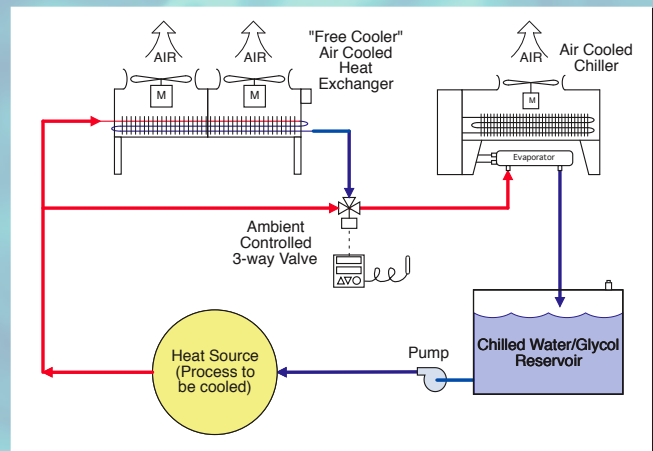 "Free Cooler"
Air Cooled
Heat
Exchanger
AIR
AIR
M
M
AIR
Air Cooled
Chiller
M
Evaporator
Ambient
Controlled
3-way Valve
Heat Source
(Process to
be cooled)
Pump
Chilled Water/Glycol
Reservoir